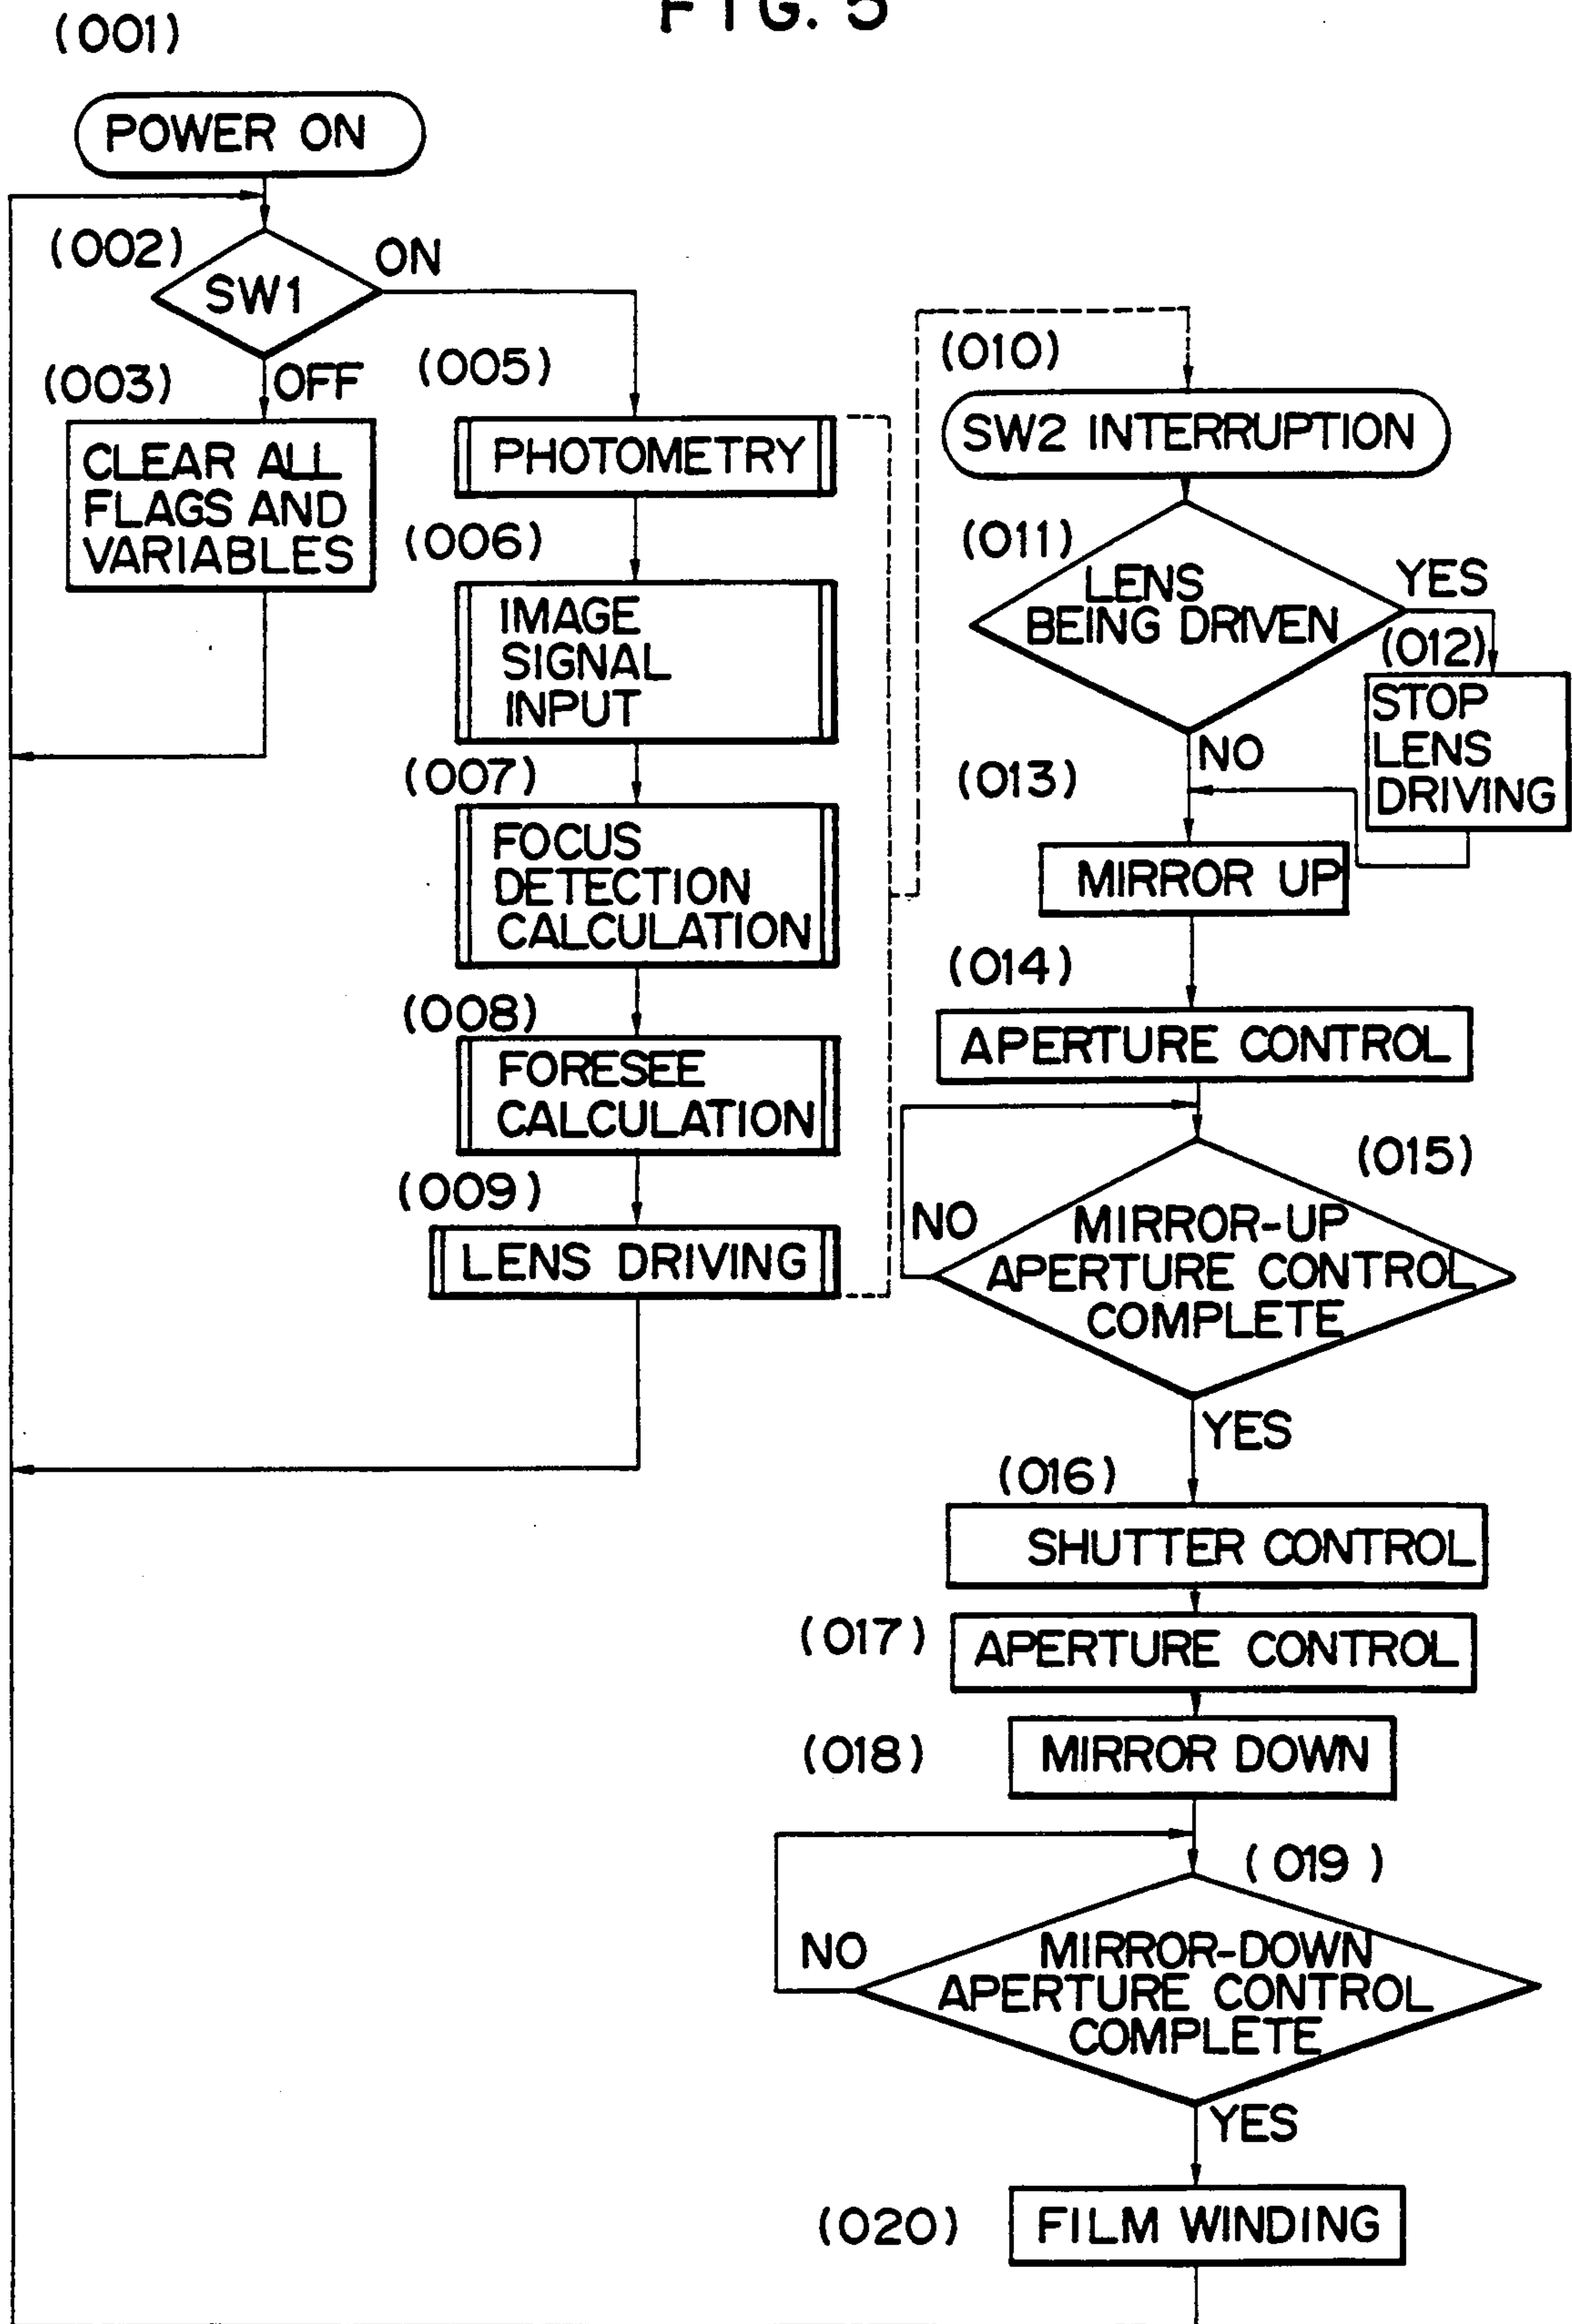 FIG. 5
(001)
POWER ON
(002)
SW1
ON
OFF
(003)
CLEAR ALL
FLAGS AND
VARIABLES
(005)
PHOTOMETRY
(006)
IMAGE
SIGNAL
INPUT
(007)
FOCUS
DETECTION
CALCULATION
(008)
FORESEE
CALCULATION
(009)
LENS DRIVING
(010)
SW2 INTERRUPTION
(011)
LENS
BEING DRIVEN
YES
(012)
STOP
LENS
DRIVING
NO
(013)
MIRROR UP
(014)
APERTURE CONTROL
(015)
NO
MIRROR-UP
APERTURE CONTROL
COMPLETE
YES
(016)
SHUTTER CONTROL
(017)
APERTURE CONTROL
(018)
MIRROR DOWN
(019)
NO
MIRROR-DOWN
APERTURE CONTROL
COMPLETE
YES
(020)
FILM WINDING